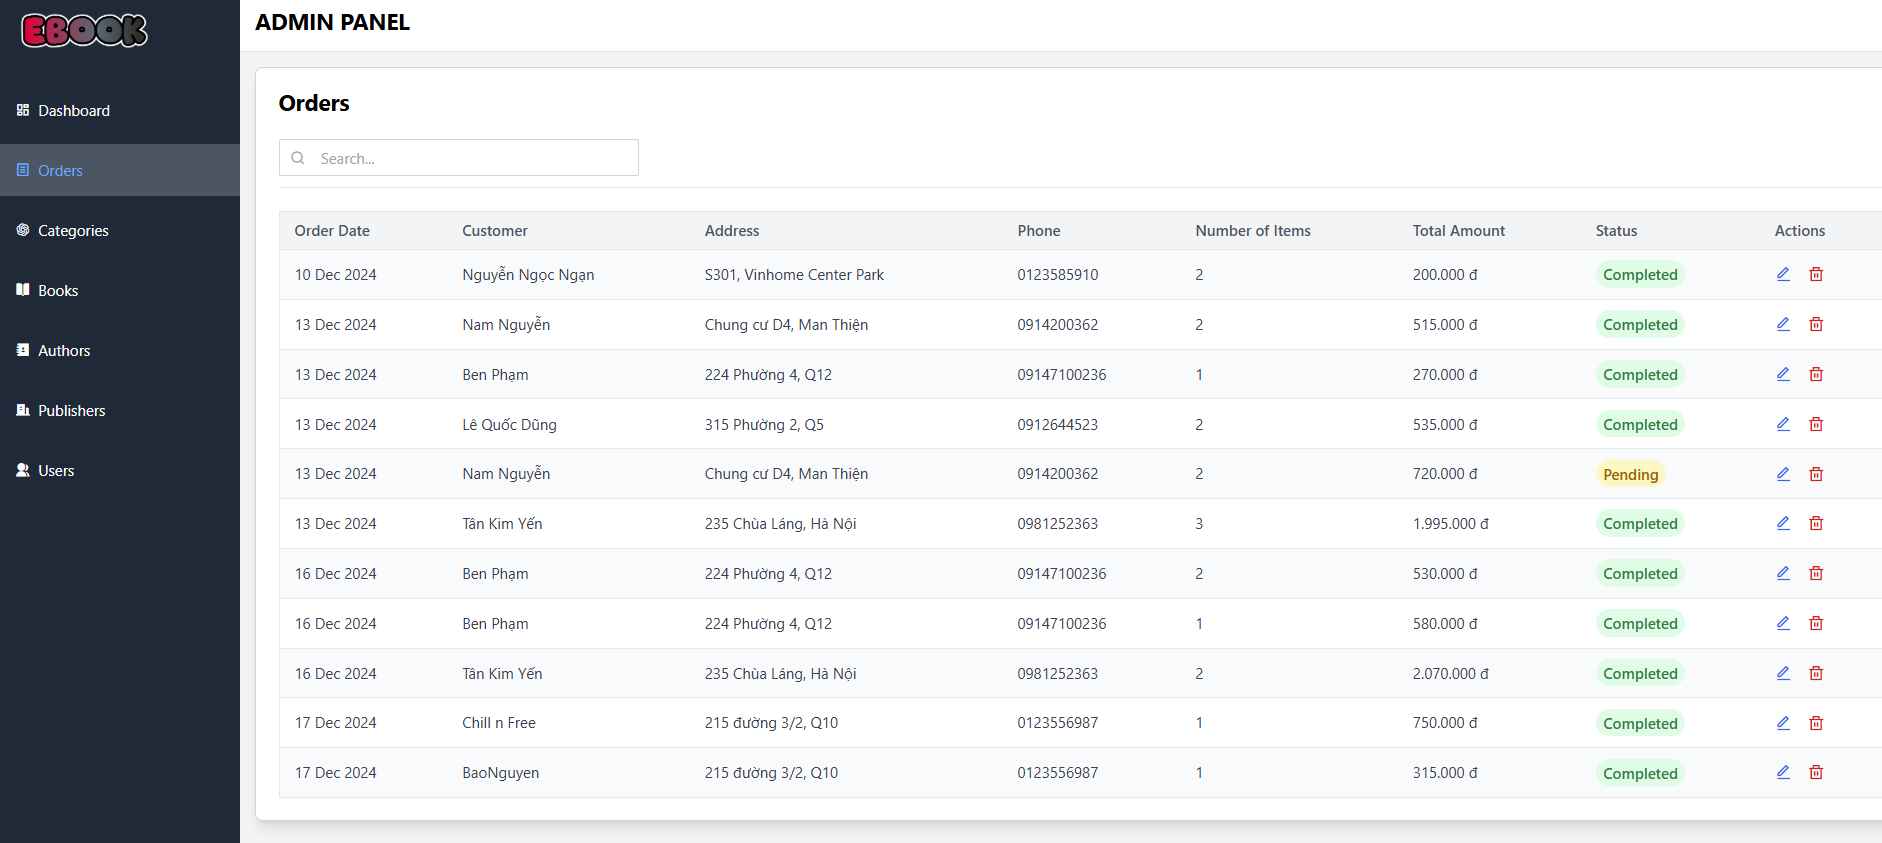 EBOOK
ADMIN PANEL
Dashboard
Orders
Categories
Books
Authors
Publishers
Users
Orders
Search...
Order Date Customer Address Phone Number of Items Total Amount Status Actions
10 Dec 2024 Nguyễn Ngọc Ngạn S301, Vinhome Center Park 0123585910 2 200.000 đ Completed
13 Dec 2024 Nam Nguyễn Chung cư D4, Man Thiện 0914200362 2 515.000 đ Completed
13 Dec 2024 Ben Phạm 224 Phường 4, Q12 09147100236 1 270.000 đ Completed
13 Dec 2024 Lê Quốc Dũng 315 Phường 2, Q5 0912644523 2 535.000 đ Completed
13 Dec 2024 Nam Nguyễn Chung cư D4, Man Thiện 0914200362 2 720.000 đ Pending
13 Dec 2024 Tân Kim Yến 235 Chùa Láng, Hà Nội 0981252363 3 1.995.000 đ Completed
16 Dec 2024 Ben Phạm 224 Phường 4, Q12 09147100236 2 530.000 đ Completed
16 Dec 2024 Ben Phạm 224 Phường 4, Q12 09147100236 1 580.000 đ Completed
16 Dec 2024 Tân Kim Yến 235 Chùa Láng, Hà Nội 0981252363 2 2.070.000 đ Completed
17 Dec 2024 Chill n Free 215 đường 3/2, Q10 0123556987 1 750.000 đ Completed
17 Dec 2024 BaoNguyen 215 đường 3/2, Q10 0123556987 1 315.000 đ Completed